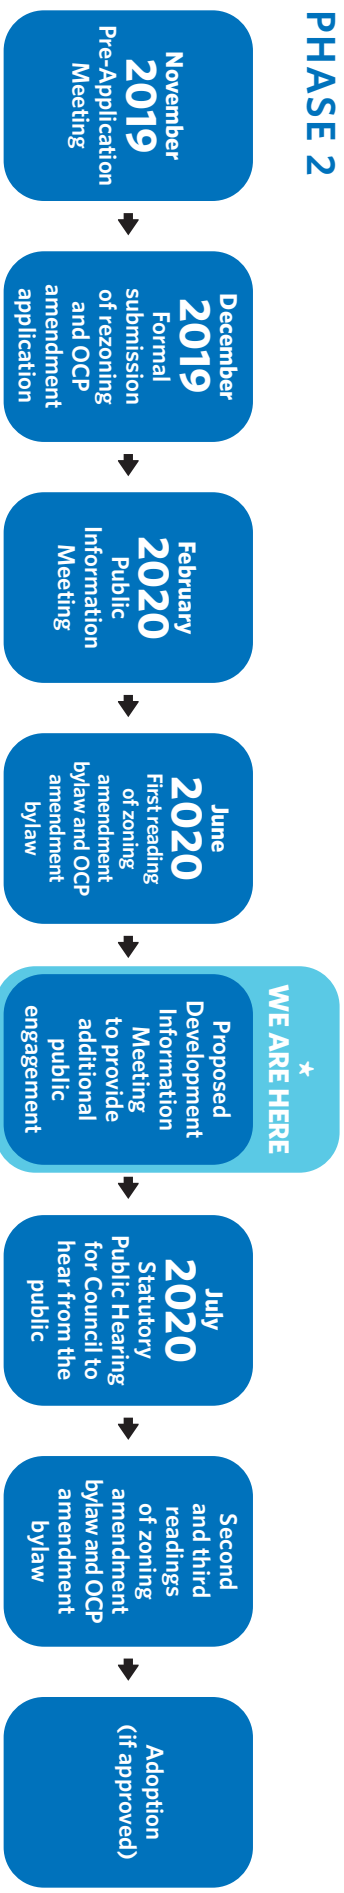 PHASE 2
November
2019
Pre-Application
Meeting
December
2019
Formal
submission
of rezoning
and OCP
amendment
application
February
2020
Public
Information
Meeting
June
2020
First reading
of zoning
amendment
bylaw and OCP
amendment
bylaw
WE ARE HERE
Proposed
Development
Information
Meeting
to provide
additional
public
engagement
July
2020
Statutory
Public Hearing
for Council to
hear from the
public
Second
and third
readings
of zoning
amendment
bylaw and OCP
amendment
bylaw
Adoption
(if approved)